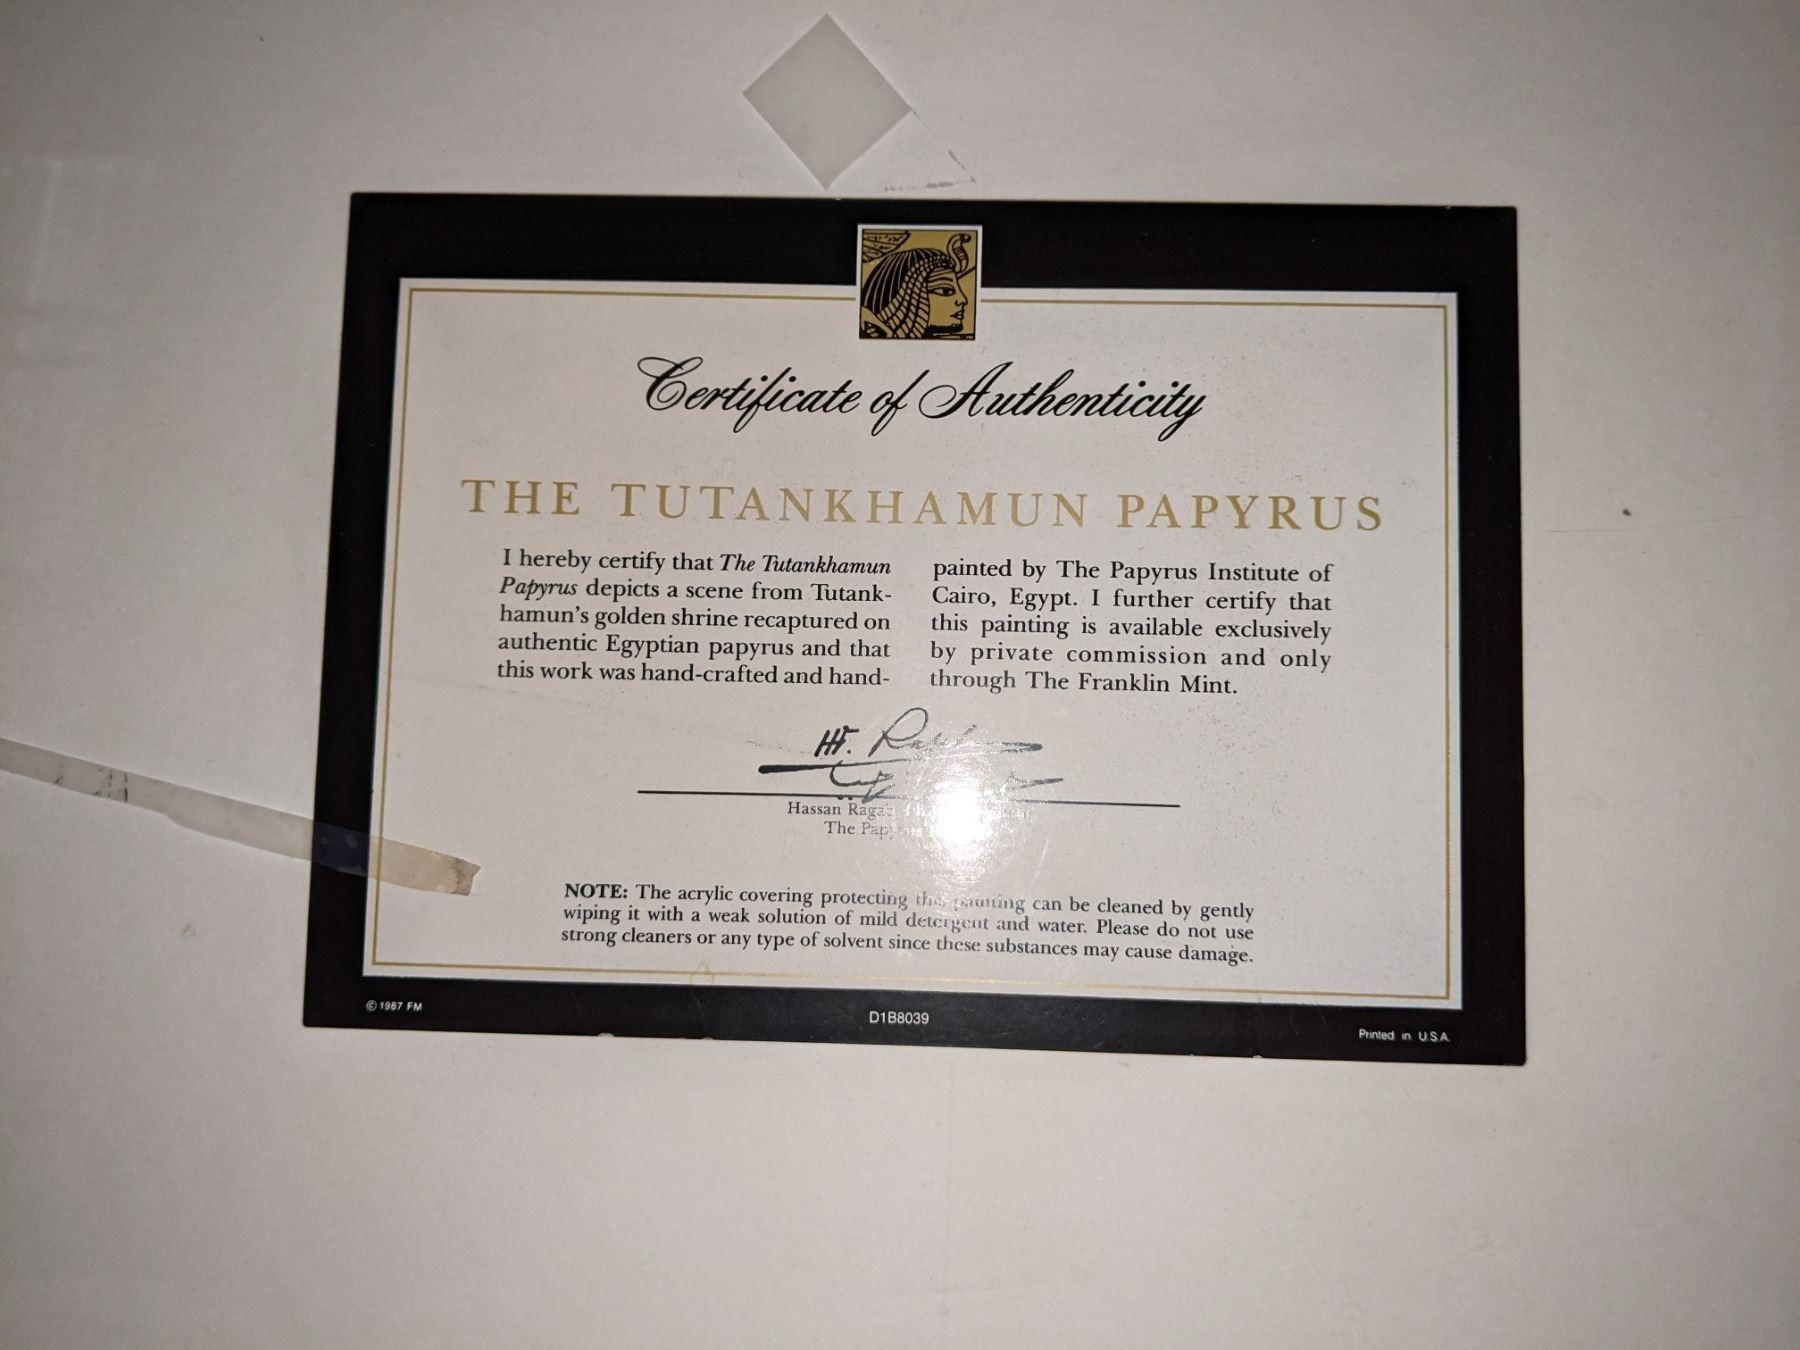 Certificate of Authenticity
THE TUTANKHAMUN PAPYRUS
I hereby certify that The Tutankhamun
Papyrus depicts a scene from Tutank-
hamun's golden shrine recaptured on
authentic Egyptian papyrus and that
this work was hand-crafted and hand-
painted by The Papyrus Institute of
Cairo, Egypt. I further certify that
this painting is available exclusively
by private commission and only
through The Franklin Mint.
Hassan
The
NOTE: The acrylic covering protecting this painting can be cleaned by gently
wiping it with a weak solution of mild detergent and water. Please do not use
strong cleaners or any type of solvent since these substances may cause damage.
© 1987 FM
D1B8039
Printed in U.S.A.